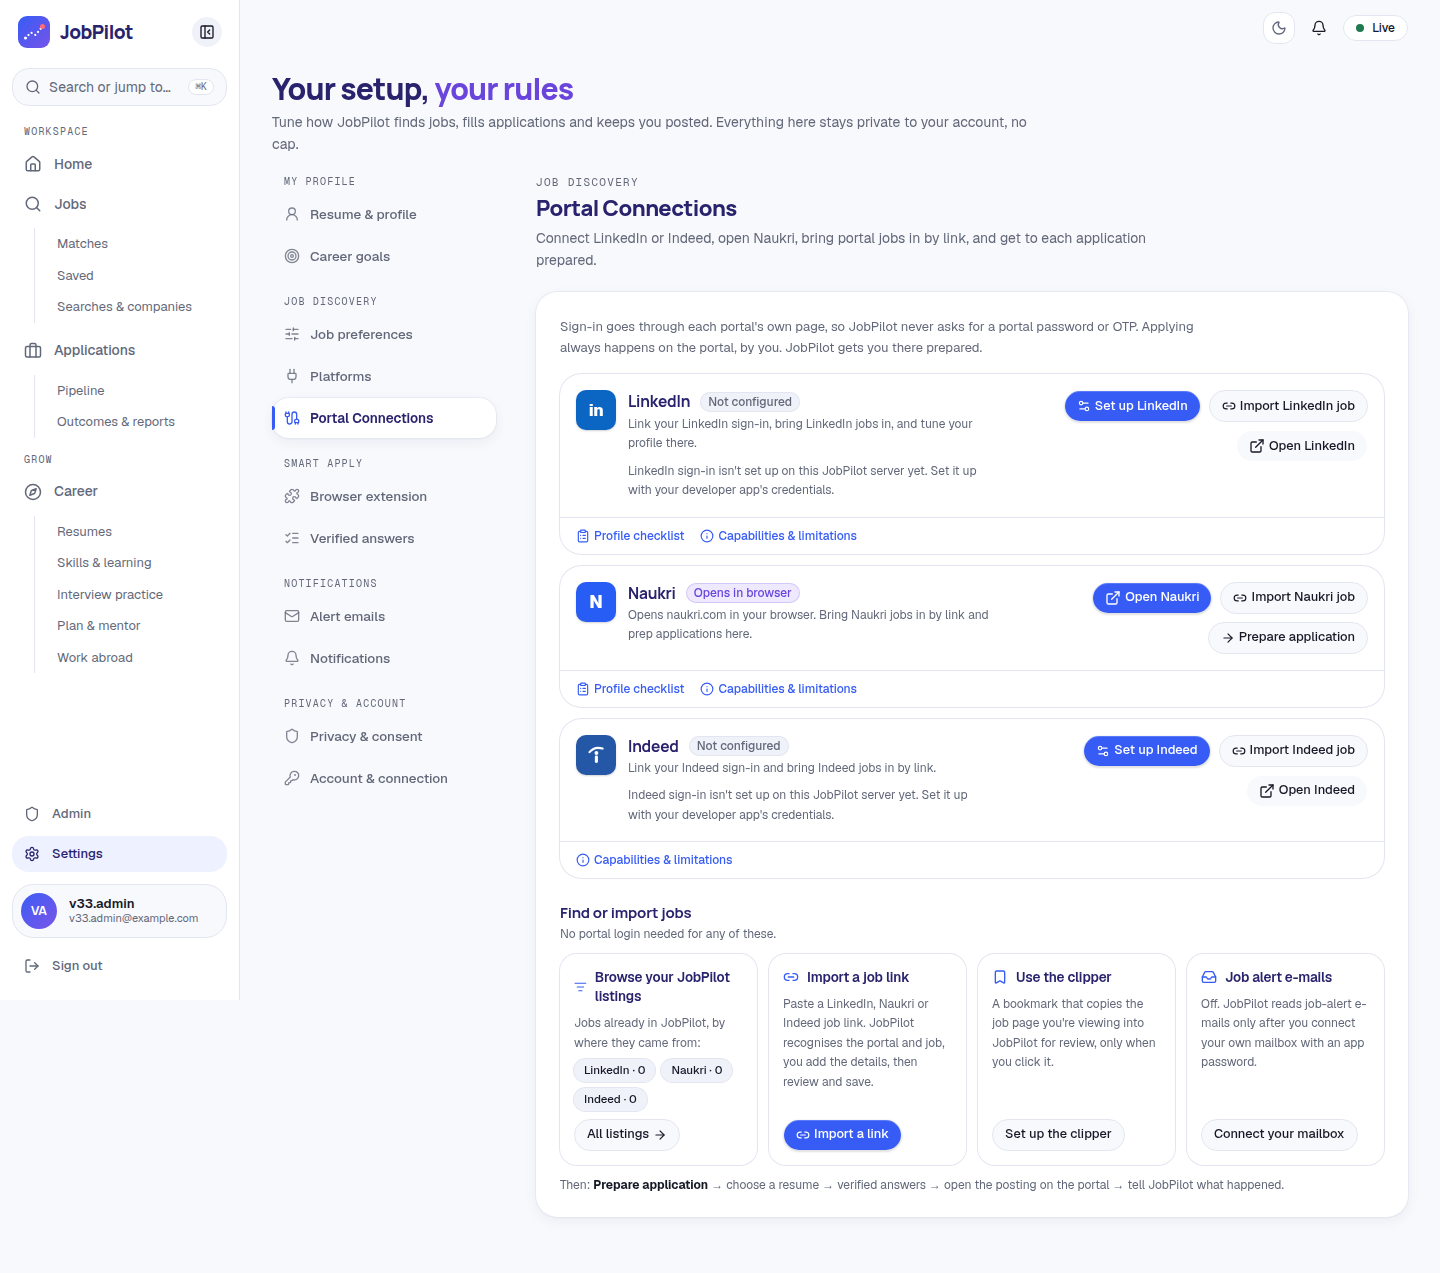 JobPilot
Search or jump to...
⌘K
WORKSPACE
Home
Jobs
Matches
Saved
Searches & companies
Applications
Pipeline
Outcomes & reports
GROW
Career
Resumes
Skills & learning
Interview practice
Plan & mentor
Work abroad
Admin
Settings
VA
v33.admin
v33.admin@example.com
Sign out
Live
Your setup, your rules
Tune how JobPilot finds jobs, fills applications and keeps you posted. Everything here stays private to your account, no
cap.
MY PROFILE
Resume & profile
Career goals
JOB DISCOVERY
Job preferences
Platforms
Portal Connections
SMART APPLY
Browser extension
Verified answers
NOTIFICATIONS
Alert emails
Notifications
PRIVACY & ACCOUNT
Privacy & consent
Account & connection
JOB DISCOVERY
Portal Connections
Connect LinkedIn or Indeed, open Naukri, bring portal jobs in by link, and get to each application
prepared.
Sign-in goes through each portal's own page, so JobPilot never asks for a portal password or OTP. Applying
always happens on the portal, by you. JobPilot gets you there prepared.
in
LinkedIn
Not configured
Link your LinkedIn sign-in, bring LinkedIn jobs in, and tune your
profile there.
LinkedIn sign-in isn't set up on this JobPilot server yet. Set it up
with your developer app's credentials.
Set up LinkedIn
Import LinkedIn job
Open LinkedIn
Profile checklist
Capabilities & limitations
N
Naukri
Opens in browser
Opens naukri.com in your browser. Bring Naukri jobs in by link and
prep applications here.
Open Naukri
Import Naukri job
Prepare application
Profile checklist
Capabilities & limitations
Indeed
Not configured
Link your Indeed sign-in and bring Indeed jobs in by link.
Indeed sign-in isn't set up on this JobPilot server yet. Set it up
with your developer app's credentials.
Set up Indeed
Import Indeed job
Open Indeed
Capabilities & limitations
Find or import jobs
No portal login needed for any of these.
Browse your JobPilot
listings
Jobs already in JobPilot, by
where they came from:
LinkedIn · 0
Naukri · 0
Indeed · 0
All listings →
Import a job link
Paste a LinkedIn, Naukri or
Indeed job link. JobPilot
recognises the portal and job,
you add the details, then
review and save.
Import a link
Use the clipper
A bookmark that copies the
job page you're viewing into
JobPilot for review, only when
you click it.
Set up the clipper
Job alert e-mails
Off. JobPilot reads job-alert e-
mails only after you connect
your own mailbox with an app
password.
Connect your mailbox
Then: Prepare application → choose a resume → verified answers → open the posting on the portal → tell JobPilot what happened.